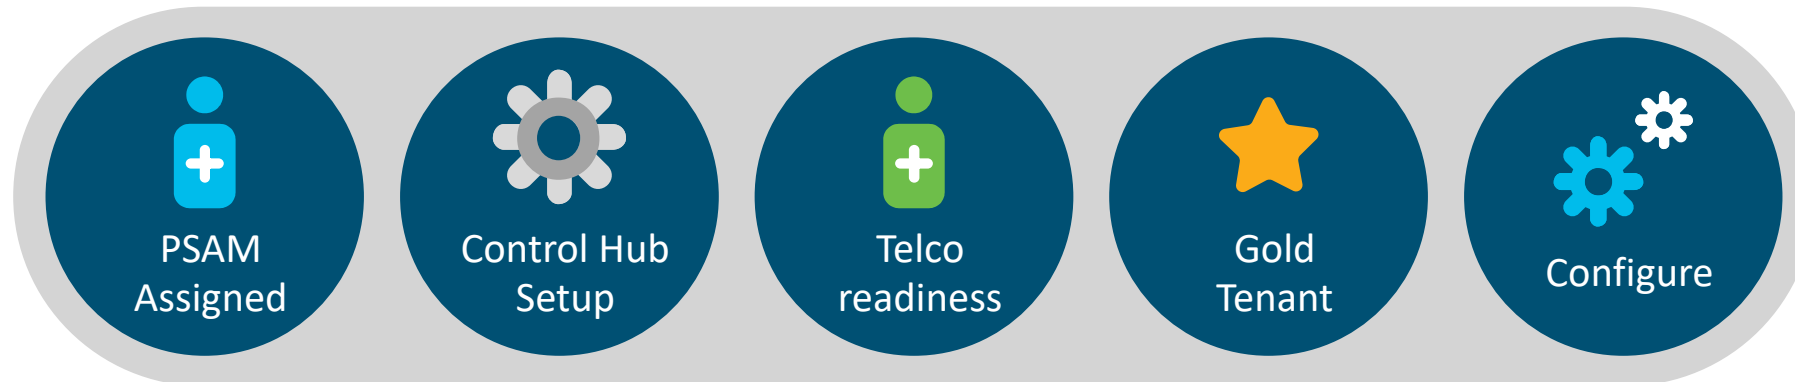 PSAM
Assigned
Control Hub
Setup
Telco
readiness
Gold
Tenant
Configure